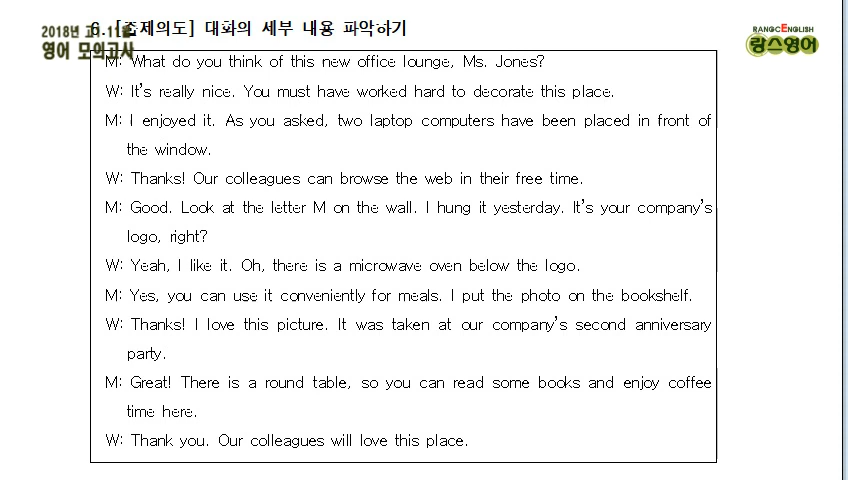 6. [출제의도] 대화의 세부 내용 파악하기
2018년
영어 모의고사
RANGCENGLISH
랑스영어
M: What do you think of this new office lounge, Ms. Jones?
W: It's really nice. You must have worked hard to decorate this place.
M: I enjoyed it. As you asked, two laptop computers have been placed in front of
the window.
W: Thanks! Our colleagues can browse the web in their free time.
M: Good. Look at the letter M on the wall. I hung it yesterday. It's your company's
logo, right?
W: Yeah, I like it. Oh, there is a microwave oven below the logo.
M: Yes, you can use it conveniently for meals. I put the photo on the bookshelf.
W: Thanks! I love this picture. It was taken at our company's second anniversary
party.
M: Great! There is a round table, so you can read some books and enjoy coffee
time here.
W: Thank you. Our colleagues will love this place.